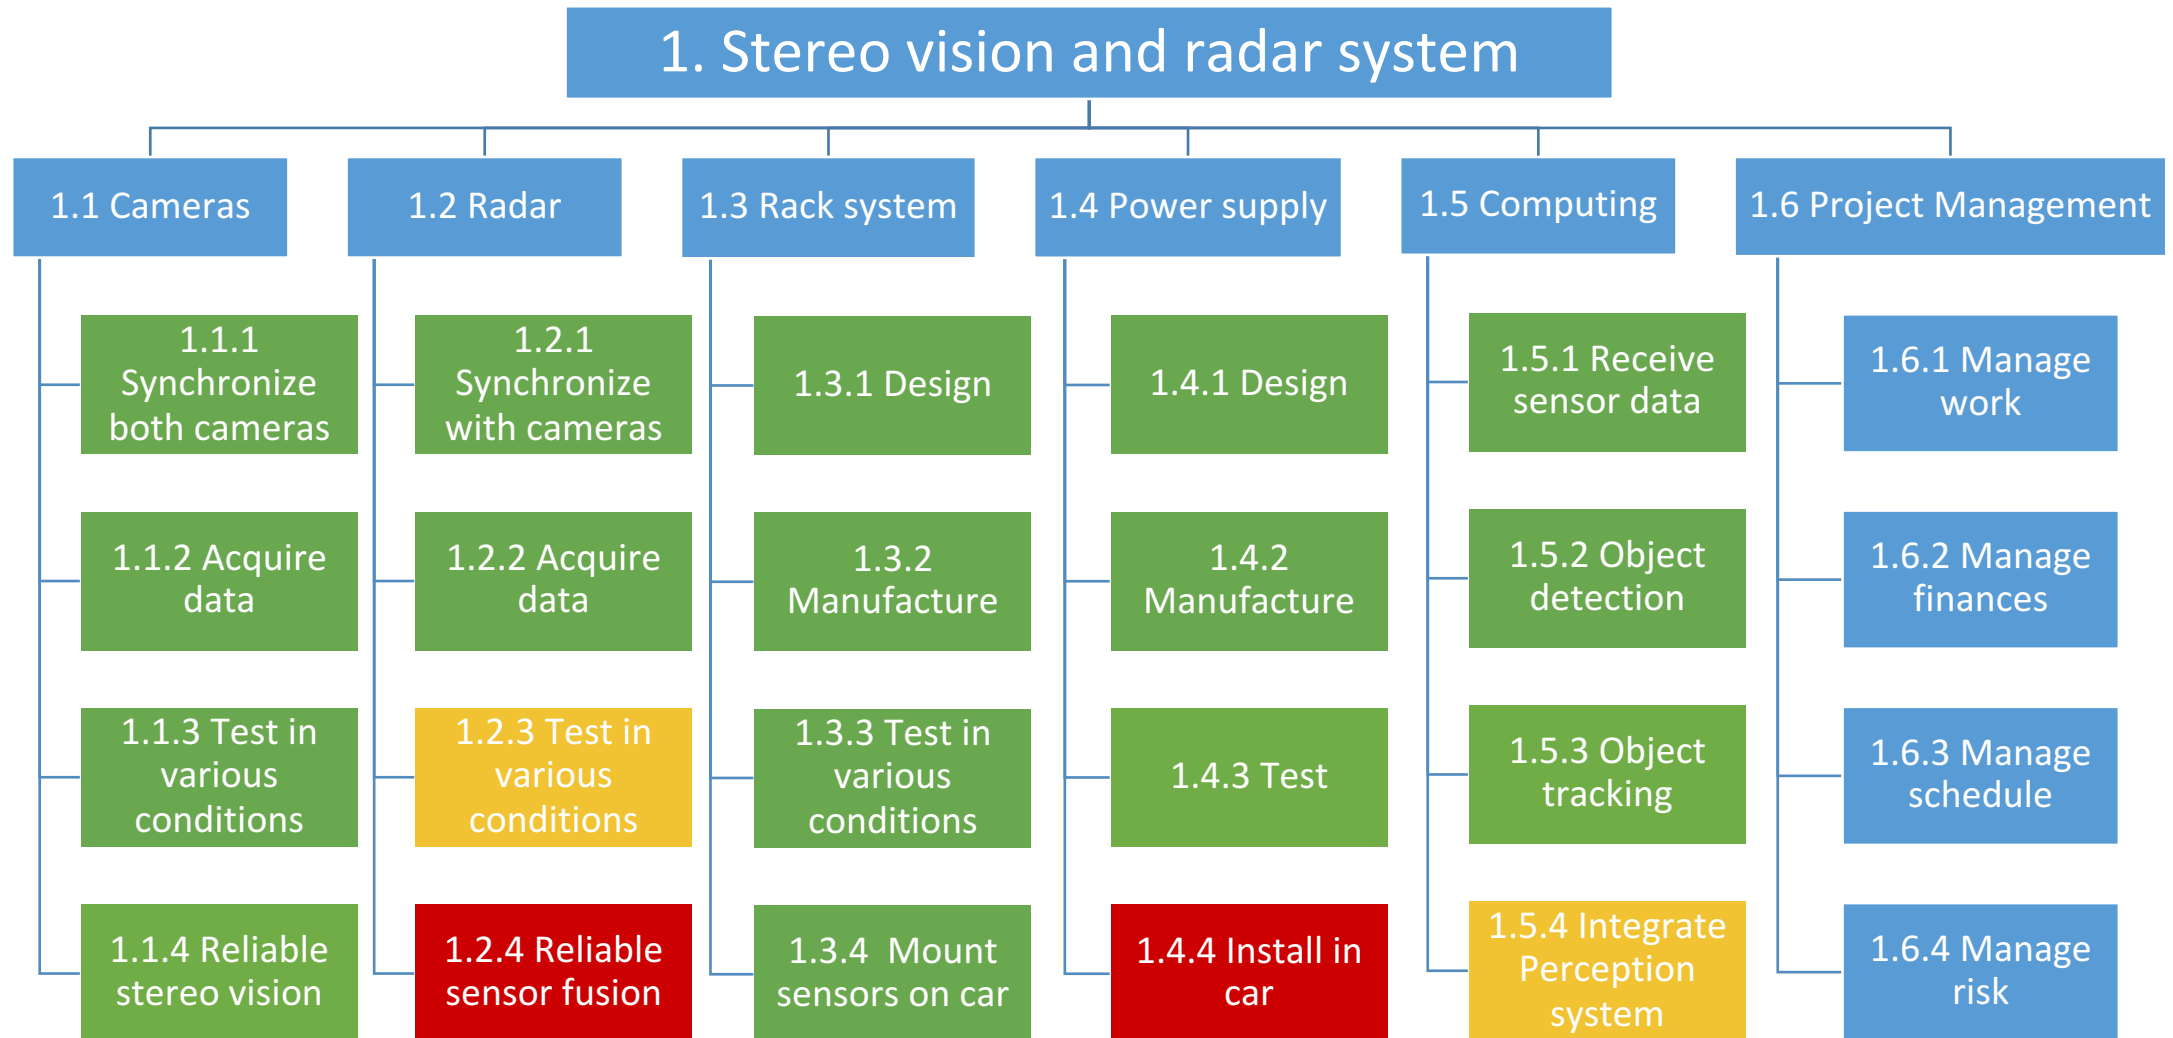 1. Stereo vision and radar system
1.1 Cameras
1.2 Radar
1.3 Rack system
1.4 Power supply
1.5 Computing
1.6 Project Management
1.1.1
Synchronize
both cameras
1.2.1
Synchronize
with cameras
1.3.1 Design
1.4.1 Design
1.5.1 Receive
sensor data
1.6.1 Manage
work
1.1.2 Acquire
data
1.2.2 Acquire
data
1.3.2
Manufacture
1.4.2
Manufacture
1.5.2 Object
detection
1.6.2 Manage
finances
1.1.3 Test in
various
conditions
1.2.3 Test in
various
conditions
1.3.3 Test in
various
conditions
1.4.3 Test
1.5.3 Object
tracking
1.6.3 Manage
schedule
1.1.4 Reliable
stereo vision
1.2.4 Reliable
sensor fusion
1.3.4  Mount
sensors on car
1.4.4 Install in
car
1.5.4 Integrate
Perception
system
1.6.4 Manage
risk